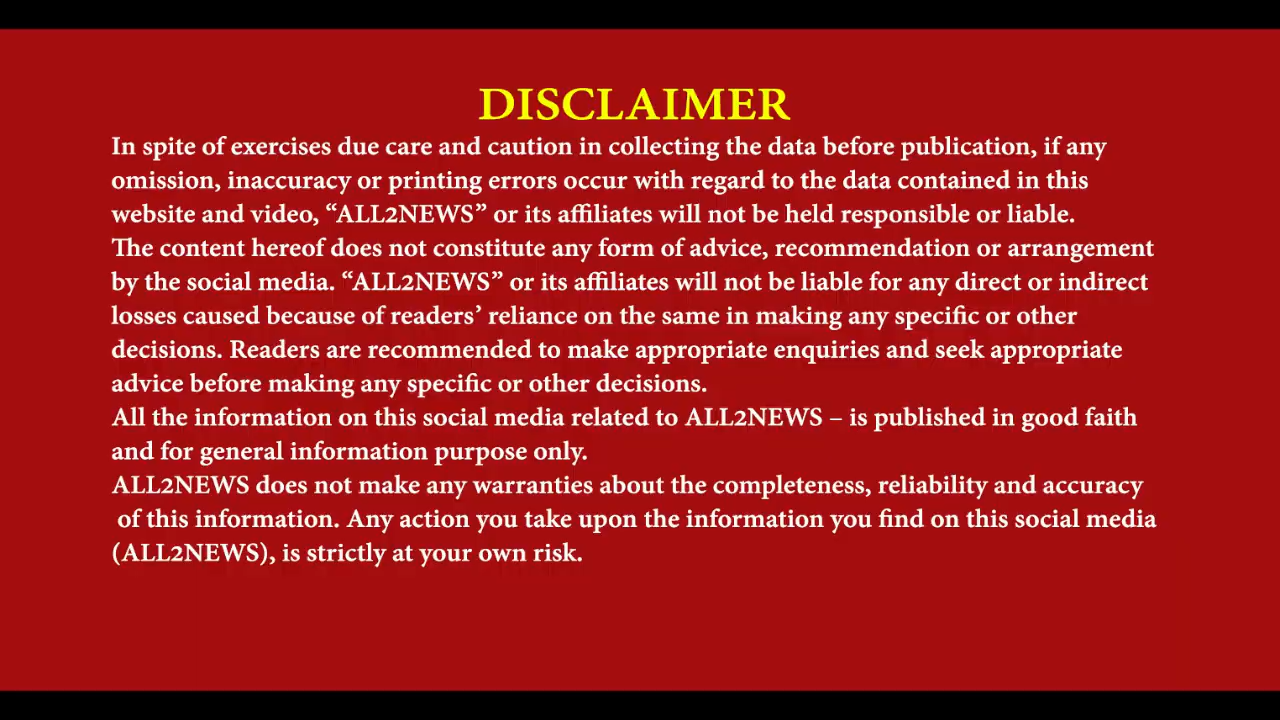 DISCLAIMER
In spite of exercises due care and caution in collecting the data before publication, if any
omission, inaccuracy or printing errors occur with regard to the data contained in this
website and video, “ALL2NEWS” or its affiliates will not be held responsible or liable.
The content hereof does not constitute any form of advice, recommendation or arrangement
by the social media. “ALL2NEWS” or its affiliates will not be liable for any direct or indirect
losses caused because of readers’ reliance on the same in making any specific or other
decisions. Readers are recommended to make appropriate enquiries and seek appropriate
advice before making any specific or other decisions.
All the information on this social media related to ALL2NEWS – is published in good faith
and for general information purpose only.
ALL2NEWS does not make any warranties about the completeness, reliability and accuracy
of this information. Any action you take upon the information you find on this social media
(ALL2NEWS), is strictly at your own risk.